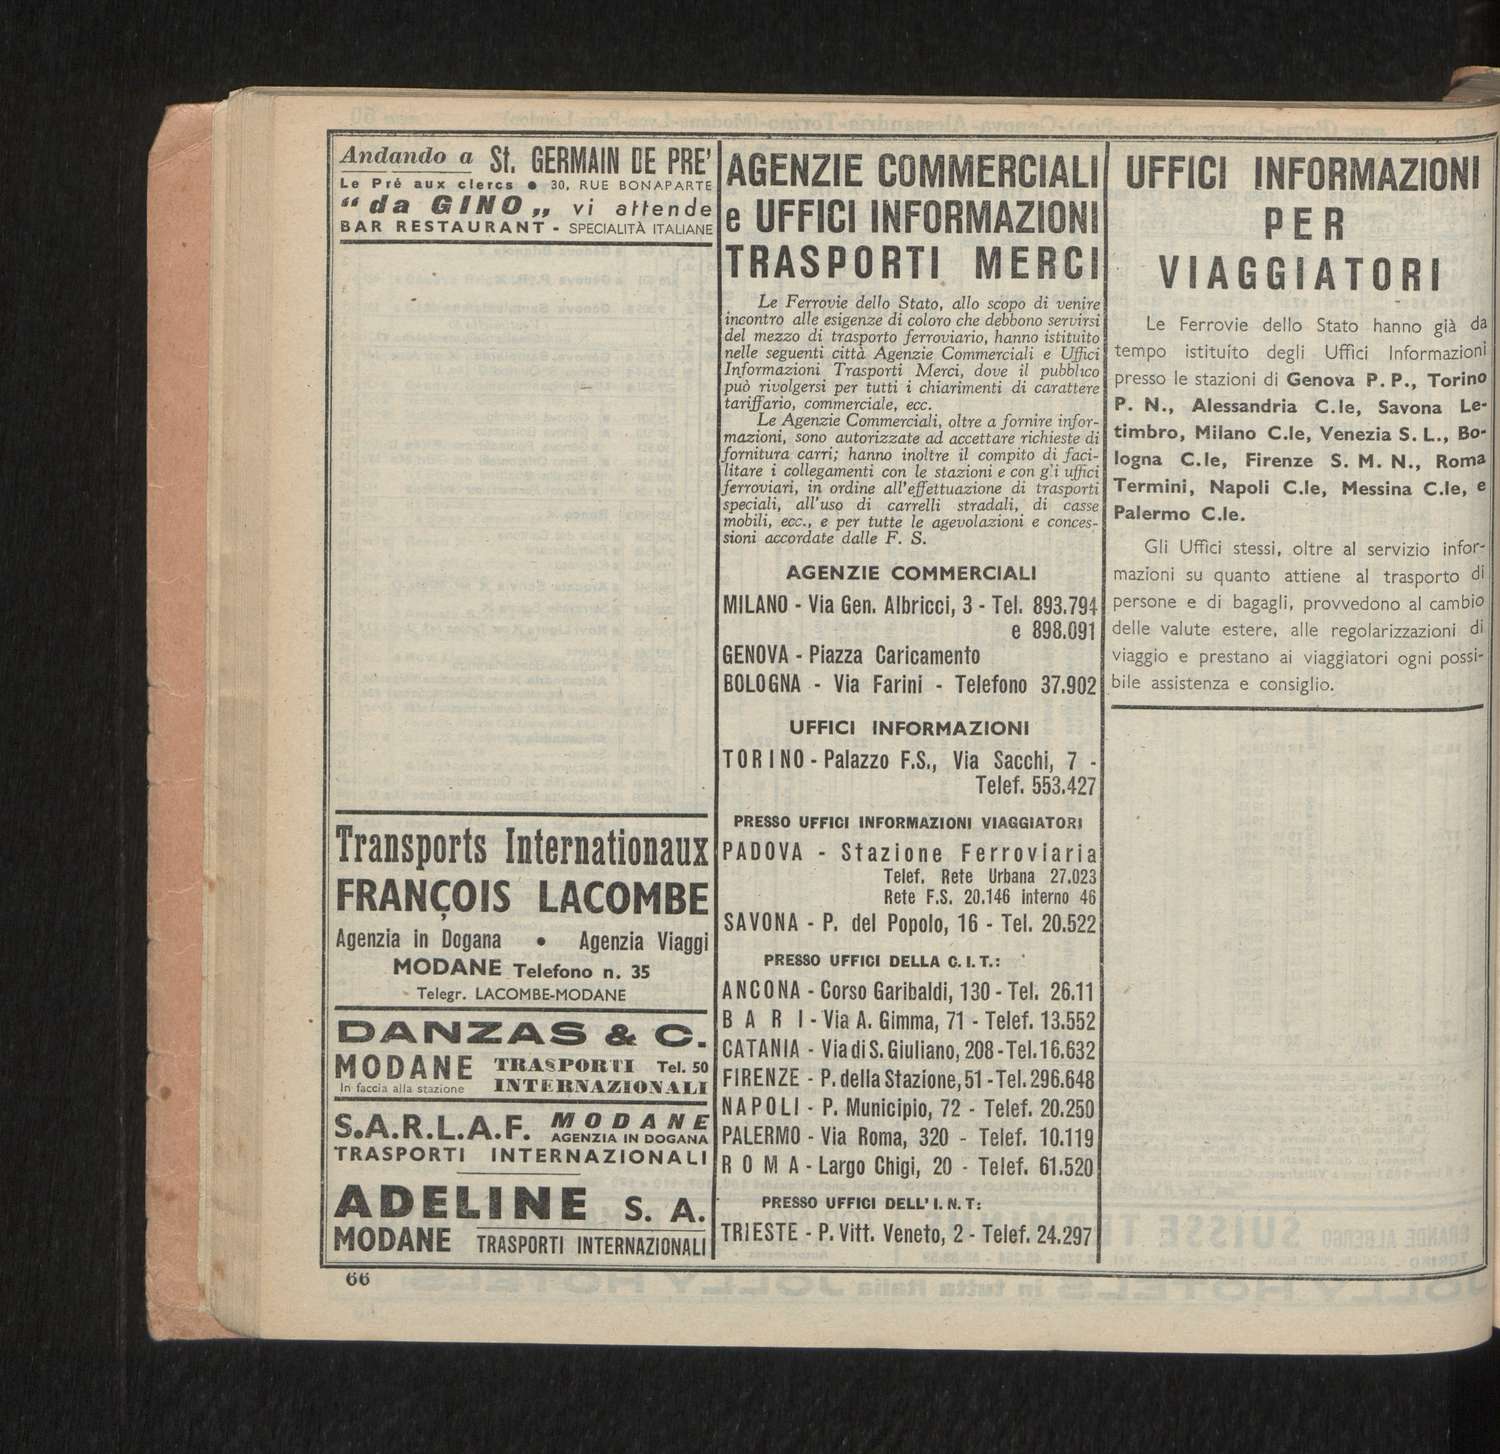 Andando a St. GERMAIN DE PRE'
Le Pré aux clercs • 30, RUE BONAPARTE
“da GINO„ vi attende
BAR RESTAURANT - SPECIALITÀ ITALIANE
Transports Internationaux
FRANÇOIS LACOMBE
Agenzia in Dogana • Agenzia Viaggi
MODANE Telefono n. 35
Telegr. LACOMBE-MODANE
DANZAS & C.
MODANE TRASPORTI Tel. 50
In faccia alla stazione INTERNAZIONALI
S.A.R.L.A.F. MODANE
AGENZIA IN DOGANA
TRASPORTI INTERNAZIONALI
ADELINE S. A.
MODANE TRASPORTI INTERNAZIONALI
66
AGENZIE COMMERCIALI
e UFFICI INFORMAZIONI
TRASPORTI MERCI
Le Ferrovie dello Stato, allo scopo di venire
incontro alle esigenze di coloro che debbono servirsi
del mezzo di trasporto ferroviario, hanno istituito
nelle seguenti città Agenzie Commerciali e Uffici
Informazioni Trasporti Merci, dove il pubblico
può rivolgersi per tutti i chiarimenti di carattere
tariffario, commerciale, ecc.
Le Agenzie Commerciali, oltre a fornire infor-
mazioni, sono autorizzate ad accettare richieste di
fornitura carri; hanno inoltre il compito di faci-
litare i collegamenti con le stazioni e con gli uffici
ferroviari, in ordine all'effettuazione di trasporti
speciali, all'uso di carrelli stradali, di casse
mobili, ecc., e per tutte le agevolazioni e conces-
sioni accordate dalle F. S.
AGENZIE COMMERCIALI
MILANO - Via Gen. Albricci, 3 - Tel. 893.794
e 898.091
GENOVA - Piazza Caricamento
BOLOGNA - Via Farini - Telefono 37.902
UFFICI INFORMAZIONI
TORINO - Palazzo F.S., Via Sacchi, 7 -
Telef. 553.427
PRESSO UFFICI INFORMAZIONI VIAGGIATORI
PADOVA - Stazione Ferroviaria
Telef. Rete Urbana 27.023
Rete F.S. 20.146 interno 46
SAVONA - P. del Popolo, 16 - Tel. 20.522
PRESSO UFFICI DELLA C. I. T.:
ANCONA - Corso Garibaldi, 130 - Tel. 26.11
BARI - Via A. Gimma, 71 - Telef. 13.552
CATANIA - Via di S. Giuliano, 208 - Tel. 16.632
FIRENZE - P. della Stazione, 51 - Tel. 296.648
NAPOLI - P. Municipio, 72 - Telef. 20.250
PALERMO - Via Roma, 320 - Telef. 10.119
ROMA - Largo Chigi, 20 - Telef. 61.520
PRESSO UFFICI DELL' I. N. T:
TRIESTE - P. Vitt. Veneto, 2 - Telef. 24.297
UFFICI INFORMAZIONI
PER
VIAGGIATORI
Le Ferrovie dello Stato hanno già da
tempo istituito degli Uffici Informazioni
presso le stazioni di Genova P. P., Torino
P. N., Alessandria C.le, Savona Le-
timbro, Milano C.le, Venezia S. L., Bo-
logna C.le, Firenze S. M. N., Roma
Termini, Napoli C.le, Messina C.le, e
Palermo C.le.
Gli Uffici stessi, oltre al servizio infor-
mazioni su quanto attiene al trasporto di
persone e di bagagli, provvedono al cambio
delle valute estere, alle regolarizzazioni di
viaggio e prestano ai viaggiatori ogni possi-
bile assistenza e consiglio.